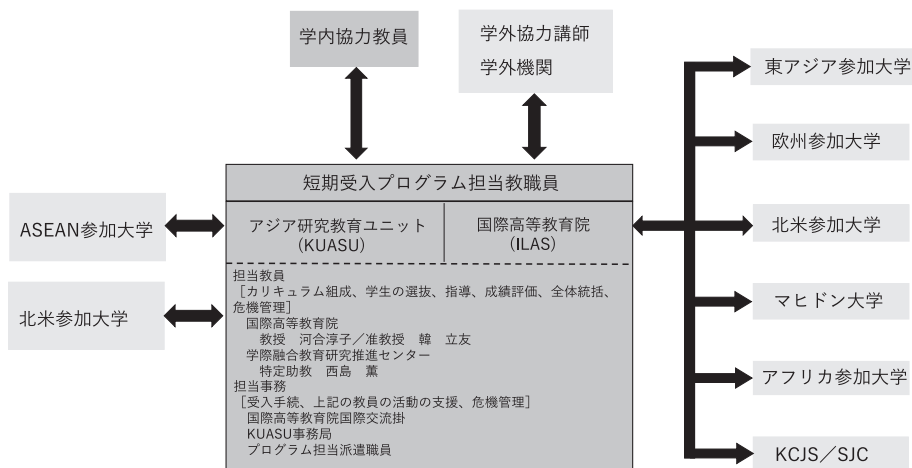 学内協力教員
学外協力講師
学外機関
東アジア参加大学
欧州参加大学
短期受入プログラム担当教職員
ASEAN参加大学
アジア研究教育ユニット
(KUASU)
国際高等教育院
(ILAS)
北米参加大学
担当教員
[カリキュラム組成、学生の選抜、指導、成績評価、全体統括、
危機管理]
国際高等教育院
教授 河合淳子／准教授 韓 立友
学際融合教育研究推進センター
特定助教 西島 薫
担当事務
[受入手続、上記の教員の活動の支援、危機管理]
国際高等教育院国際交流掛
KUASU事務局
プログラム担当派遣職員
北米参加大学
マヒドン大学
アフリカ参加大学
KCJS／SJC